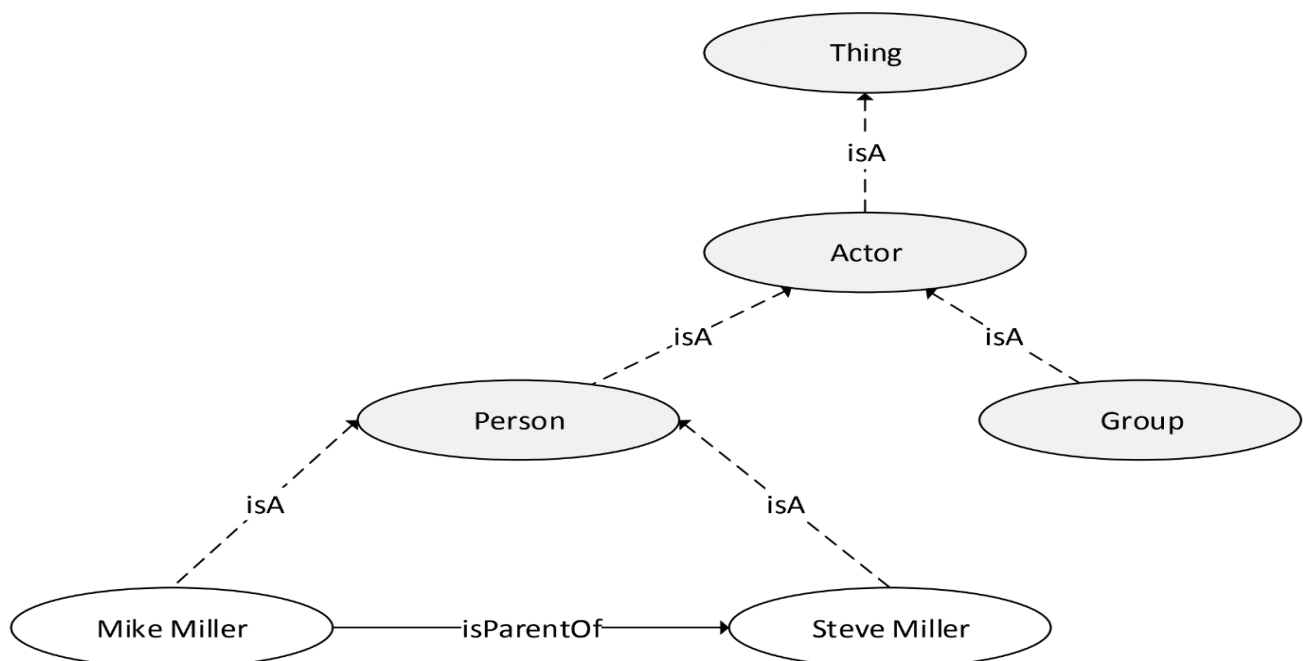 Thing
isA
Actor
isA
isA
Person
Group
isA
isA
Mike Miller
isParentOf
Steve Miller